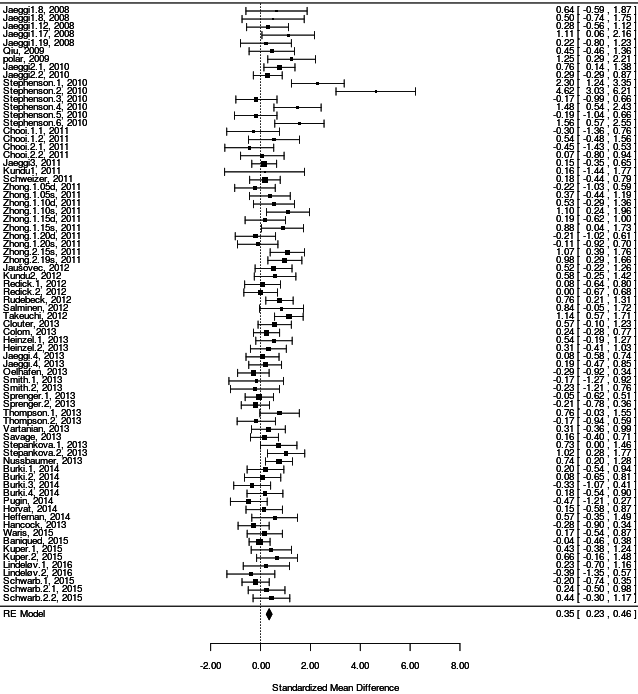 Jaeggi1.8, 2008 0.64 [ -0.59 , 1.87 ]
Jaeggi1.8, 2008 0.50 [ -0.74 , 1.75 ]
Jaeggi1.12, 2008 0.28 [ -0.56 , 1.12 ]
Jaeggi1.17, 2008 1.11 [ 0.06 , 2.16 ]
Jaeggi1.19, 2008 0.22 [ -0.80 , 1.23 ]
Qiu, 2009 0.45 [ -0.46 , 1.36 ]
polar, 2009 1.25 [ 0.29 , 2.21 ]
Jaeggi2.1, 2010 0.76 [ 0.14 , 1.38 ]
Jaeggi2.2, 2010 0.29 [ -0.29 , 0.87 ]
Stephenson.1, 2010 2.30 [ 1.24 , 3.35 ]
Stephenson.2, 2010 4.62 [ 3.03 , 6.21 ]
Stephenson.3, 2010 -0.17 [ -0.99 , 0.66 ]
Stephenson.4, 2010 1.48 [ 0.54 , 2.43 ]
Stephenson.5, 2010 -0.19 [ -1.04 , 0.66 ]
Stephenson.6, 2010 1.56 [ 0.57 , 2.55 ]
Chooi.1.1, 2011 -0.30 [ -1.36 , 0.76 ]
Chooi.1.2, 2011 0.54 [ -0.48 , 1.56 ]
Chooi.2.1, 2011 -0.45 [ -1.43 , 0.53 ]
Chooi.2.2, 2011 0.07 [ -0.80 , 0.94 ]
Jaeggi3, 2011 0.15 [ -0.35 , 0.65 ]
Kundu1, 2011 0.16 [ -1.44 , 1.77 ]
Schweizer, 2011 0.18 [ -0.44 , 0.79 ]
Zhong.1.05d, 2011 -0.22 [ -1.03 , 0.59 ]
Zhong.1.05s, 2011 0.37 [ -0.44 , 1.19 ]
Zhong.1.10d, 2011 0.53 [ -0.29 , 1.36 ]
Zhong.1.10s, 2011 1.10 [ 0.24 , 1.96 ]
Zhong.1.15d, 2011 0.19 [ -0.62 , 1.00 ]
Zhong.1.15s, 2011 0.88 [ 0.04 , 1.73 ]
Zhong.1.20d, 2011 -0.21 [ -1.02 , 0.61 ]
Zhong.1.20s, 2011 -0.11 [ -0.92 , 0.70 ]
Zhong.2.15s, 2011 1.07 [ 0.39 , 1.76 ]
Zhong.2.19s, 2011 0.98 [ 0.29 , 1.66 ]
Jaušovec, 2012 0.52 [ -0.22 , 1.26 ]
Kundu2, 2012 0.58 [ -0.25 , 1.42 ]
Redick.1, 2012 0.08 [ -0.64 , 0.80 ]
Redick.2, 2012 0.00 [ -0.67 , 0.68 ]
Rudebeck, 2012 0.76 [ 0.21 , 1.31 ]
Salminen, 2012 0.84 [ -0.05 , 1.72 ]
Takeuchi, 2012 1.14 [ 0.57 , 1.71 ]
Clouter, 2013 0.57 [ -0.10 , 1.23 ]
Colom, 2013 0.24 [ -0.28 , 0.77 ]
Heinzel.1, 2013 0.54 [ -0.19 , 1.27 ]
Heinzel.2, 2013 0.31 [ -0.41 , 1.03 ]
Jaeggi.4, 2013 0.08 [ -0.58 , 0.74 ]
Jaeggi.4, 2013 0.19 [ -0.47 , 0.85 ]
Oelhafen, 2013 -0.29 [ -0.92 , 0.34 ]
Smith.1, 2013 -0.17 [ -1.27 , 0.92 ]
Smith.2, 2013 -0.23 [ -1.21 , 0.76 ]
Sprenger.1, 2013 -0.05 [ -0.62 , 0.51 ]
Sprenger.2, 2013 -0.21 [ -0.78 , 0.36 ]
Thompson.1, 2013 0.76 [ -0.03 , 1.55 ]
Thompson.2, 2013 -0.17 [ -0.94 , 0.59 ]
Vartanian, 2013 0.31 [ -0.36 , 0.99 ]
Savage, 2013 0.16 [ -0.40 , 0.71 ]
Stepankova.1, 2013 0.73 [ 0.00 , 1.46 ]
Stepankova.2, 2013 1.02 [ 0.28 , 1.77 ]
Nussbaumer, 2013 0.74 [ 0.20 , 1.28 ]
Burki.1, 2014 0.20 [ -0.54 , 0.94 ]
Burki.2, 2014 0.08 [ -0.65 , 0.81 ]
Burki.3, 2014 -0.33 [ -1.07 , 0.41 ]
Burki.4, 2014 0.18 [ -0.54 , 0.90 ]
Pugin, 2014 -0.47 [ -1.21 , 0.27 ]
Horvat, 2014 0.15 [ -0.58 , 0.87 ]
Heffernan, 2014 0.57 [ -0.35 , 1.49 ]
Hancock, 2013 -0.28 [ -0.90 , 0.34 ]
Waris, 2015 0.17 [ -0.54 , 0.87 ]
Baniqued, 2015 -0.04 [ -0.46 , 0.38 ]
Kuper.1, 2015 0.43 [ -0.38 , 1.24 ]
Kuper.2, 2015 0.66 [ -0.16 , 1.48 ]
Lindeløv.1, 2016 0.23 [ -0.70 , 1.16 ]
Lindeløv.2, 2016 -0.39 [ -1.35 , 0.57 ]
Schwarb.1, 2015 -0.20 [ -0.74 , 0.35 ]
Schwarb.2.1, 2015 0.24 [ -0.50 , 0.98 ]
Schwarb.2.2, 2015 0.44 [ -0.30 , 1.17 ]
RE Model 0.35 [ 0.23 , 0.46 ]
-2.00 0.00 2.00 4.00 6.00 8.00
Standardized Mean Difference